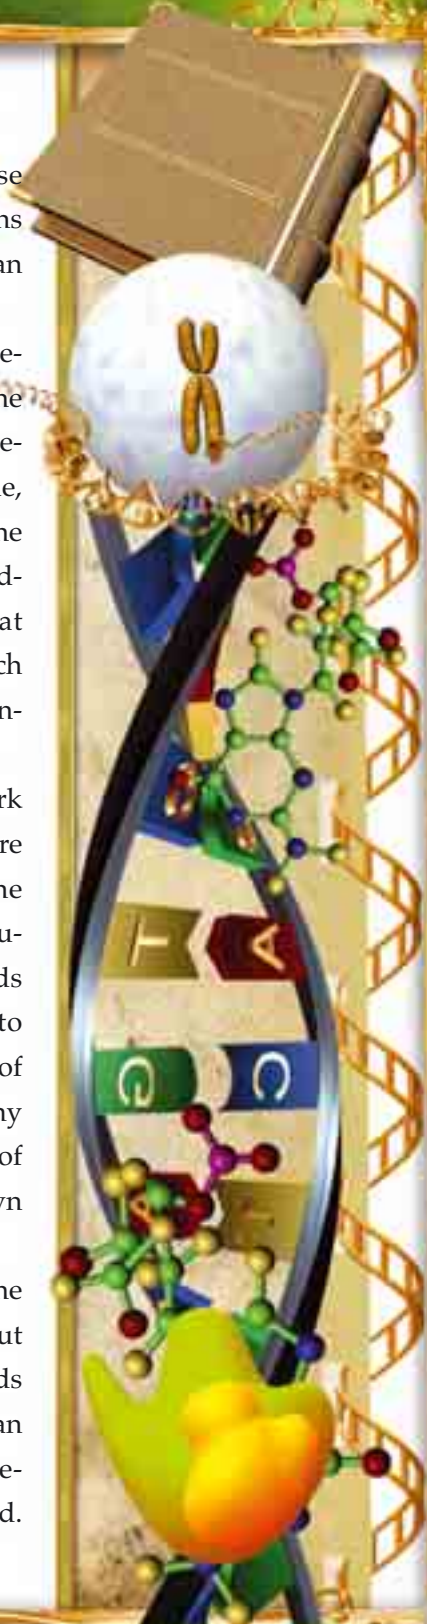 se
ns
an
e-
he
e-
e,
he
d-
at
ch
n-
rk
re
he
u-
ds
to
of
ny
of
wn
he
ut
ds
an
e-
d.
T A
G C
T